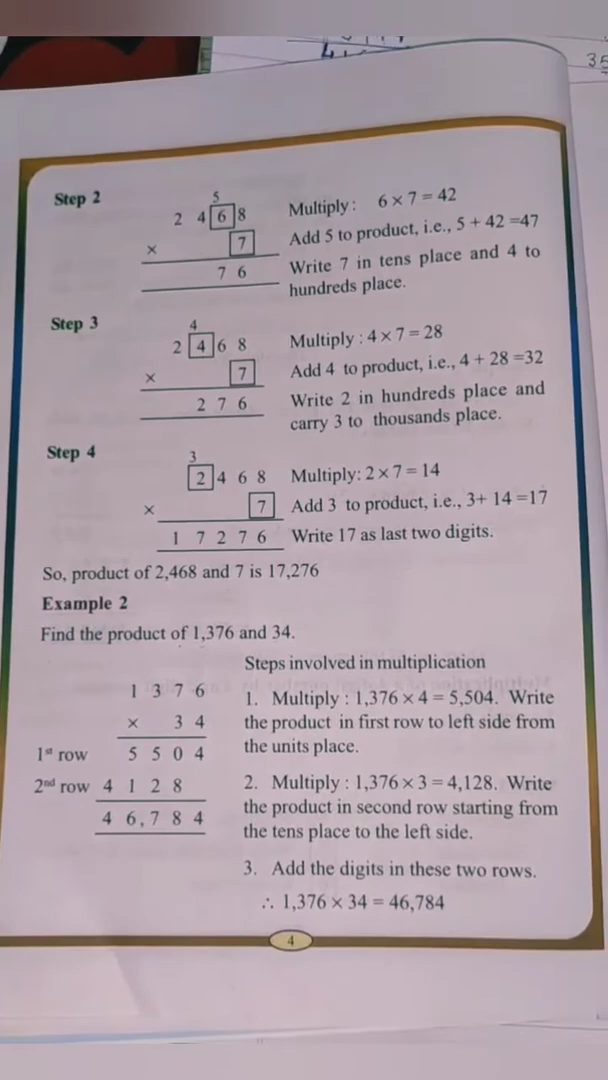 35
Step 2
5
2 4 6 8
× 7
7 6
Multiply : 6 × 7 = 42
Add 5 to product, i.e., 5 + 42 =47
Write 7 in tens place and 4 to
hundreds place.
Step 3
4
2 4 6 8
× 7
2 7 6
Multiply : 4 × 7 = 28
Add 4 to product, i.e., 4 + 28 =32
Write 2 in hundreds place and
carry 3 to thousands place.
Step 4
3
2 4 6 8
× 7
1 7 2 7 6
Multiply: 2 × 7 = 14
Add 3 to product, i.e., 3+ 14 =17
Write 17 as last two digits.
So, product of 2,468 and 7 is 17,276
Example 2
Find the product of 1,376 and 34.
1 3 7 6
× 3 4
1st row 5 5 0 4
2nd row 4 1 2 8
4 6,7 8 4
Steps involved in multiplication
1. Multiply : 1,376 × 4 = 5,504. Write
the product in first row to left side from
the units place.
2. Multiply : 1,376 × 3 = 4,128. Write
the product in second row starting from
the tens place to the left side.
3. Add the digits in these two rows.
∴ 1,376 × 34 = 46,784
4